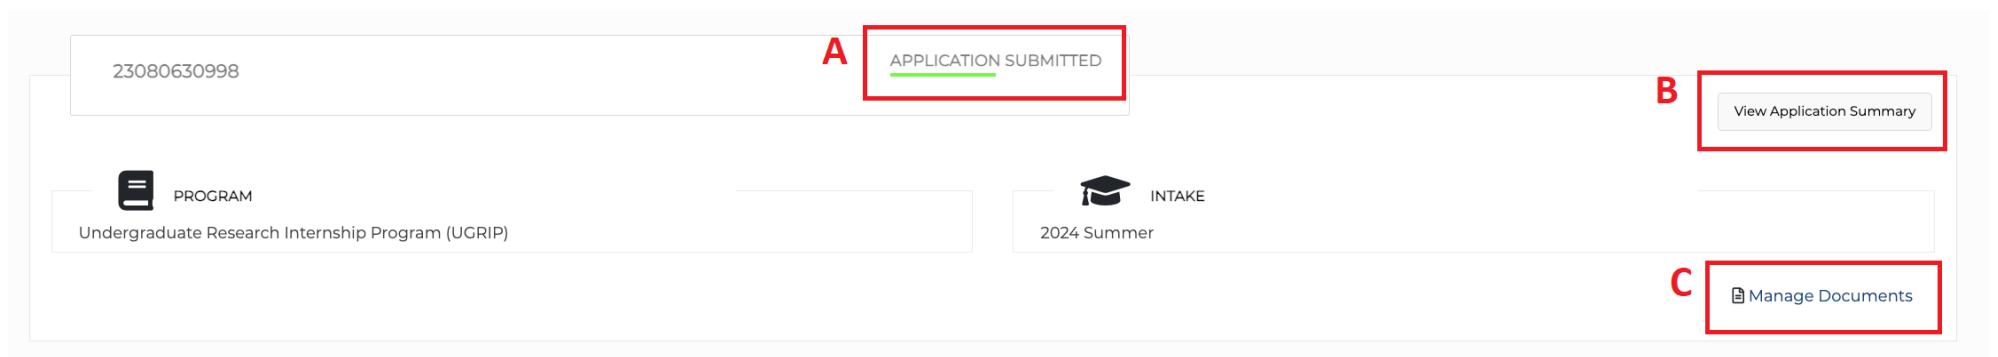 A
APPLICATION SUBMITTED
23080630998
B
View Application Summary
PROGRAM
INTAKE
Undergraduate Research Internship Program (UGRIP)
2024 Summer
C
Manage Documents